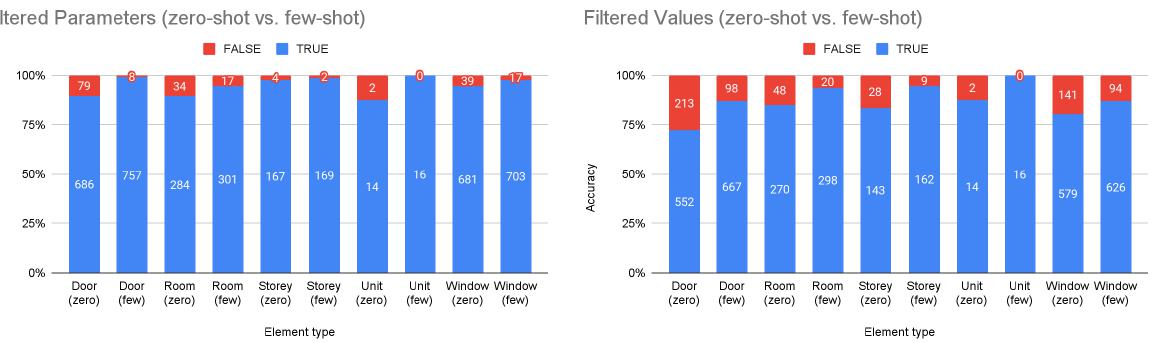 ltered Parameters (zero-shot vs. few-shot)
FALSE TRUE
100%
75%
50%
25%
0%
79 8 34 17 4 2 2 0 39 17
686 757 284 301 167 169 14 16 681 703
Door (zero) Door (few) Room (zero) Room (few) Storey (zero) Storey (few) Unit (zero) Unit (few) Window (zero) Window (few)
Element type
Filtered Values (zero-shot vs. few-shot)
FALSE TRUE
Accuracy
100%
75%
50%
25%
0%
213 98 48 20 28 9 2 0 141 94
552 667 270 298 143 162 14 16 579 626
Door (zero) Door (few) Room (zero) Room (few) Storey (zero) Storey (few) Unit (zero) Unit (few) Window (zero) Window (few)
Element type